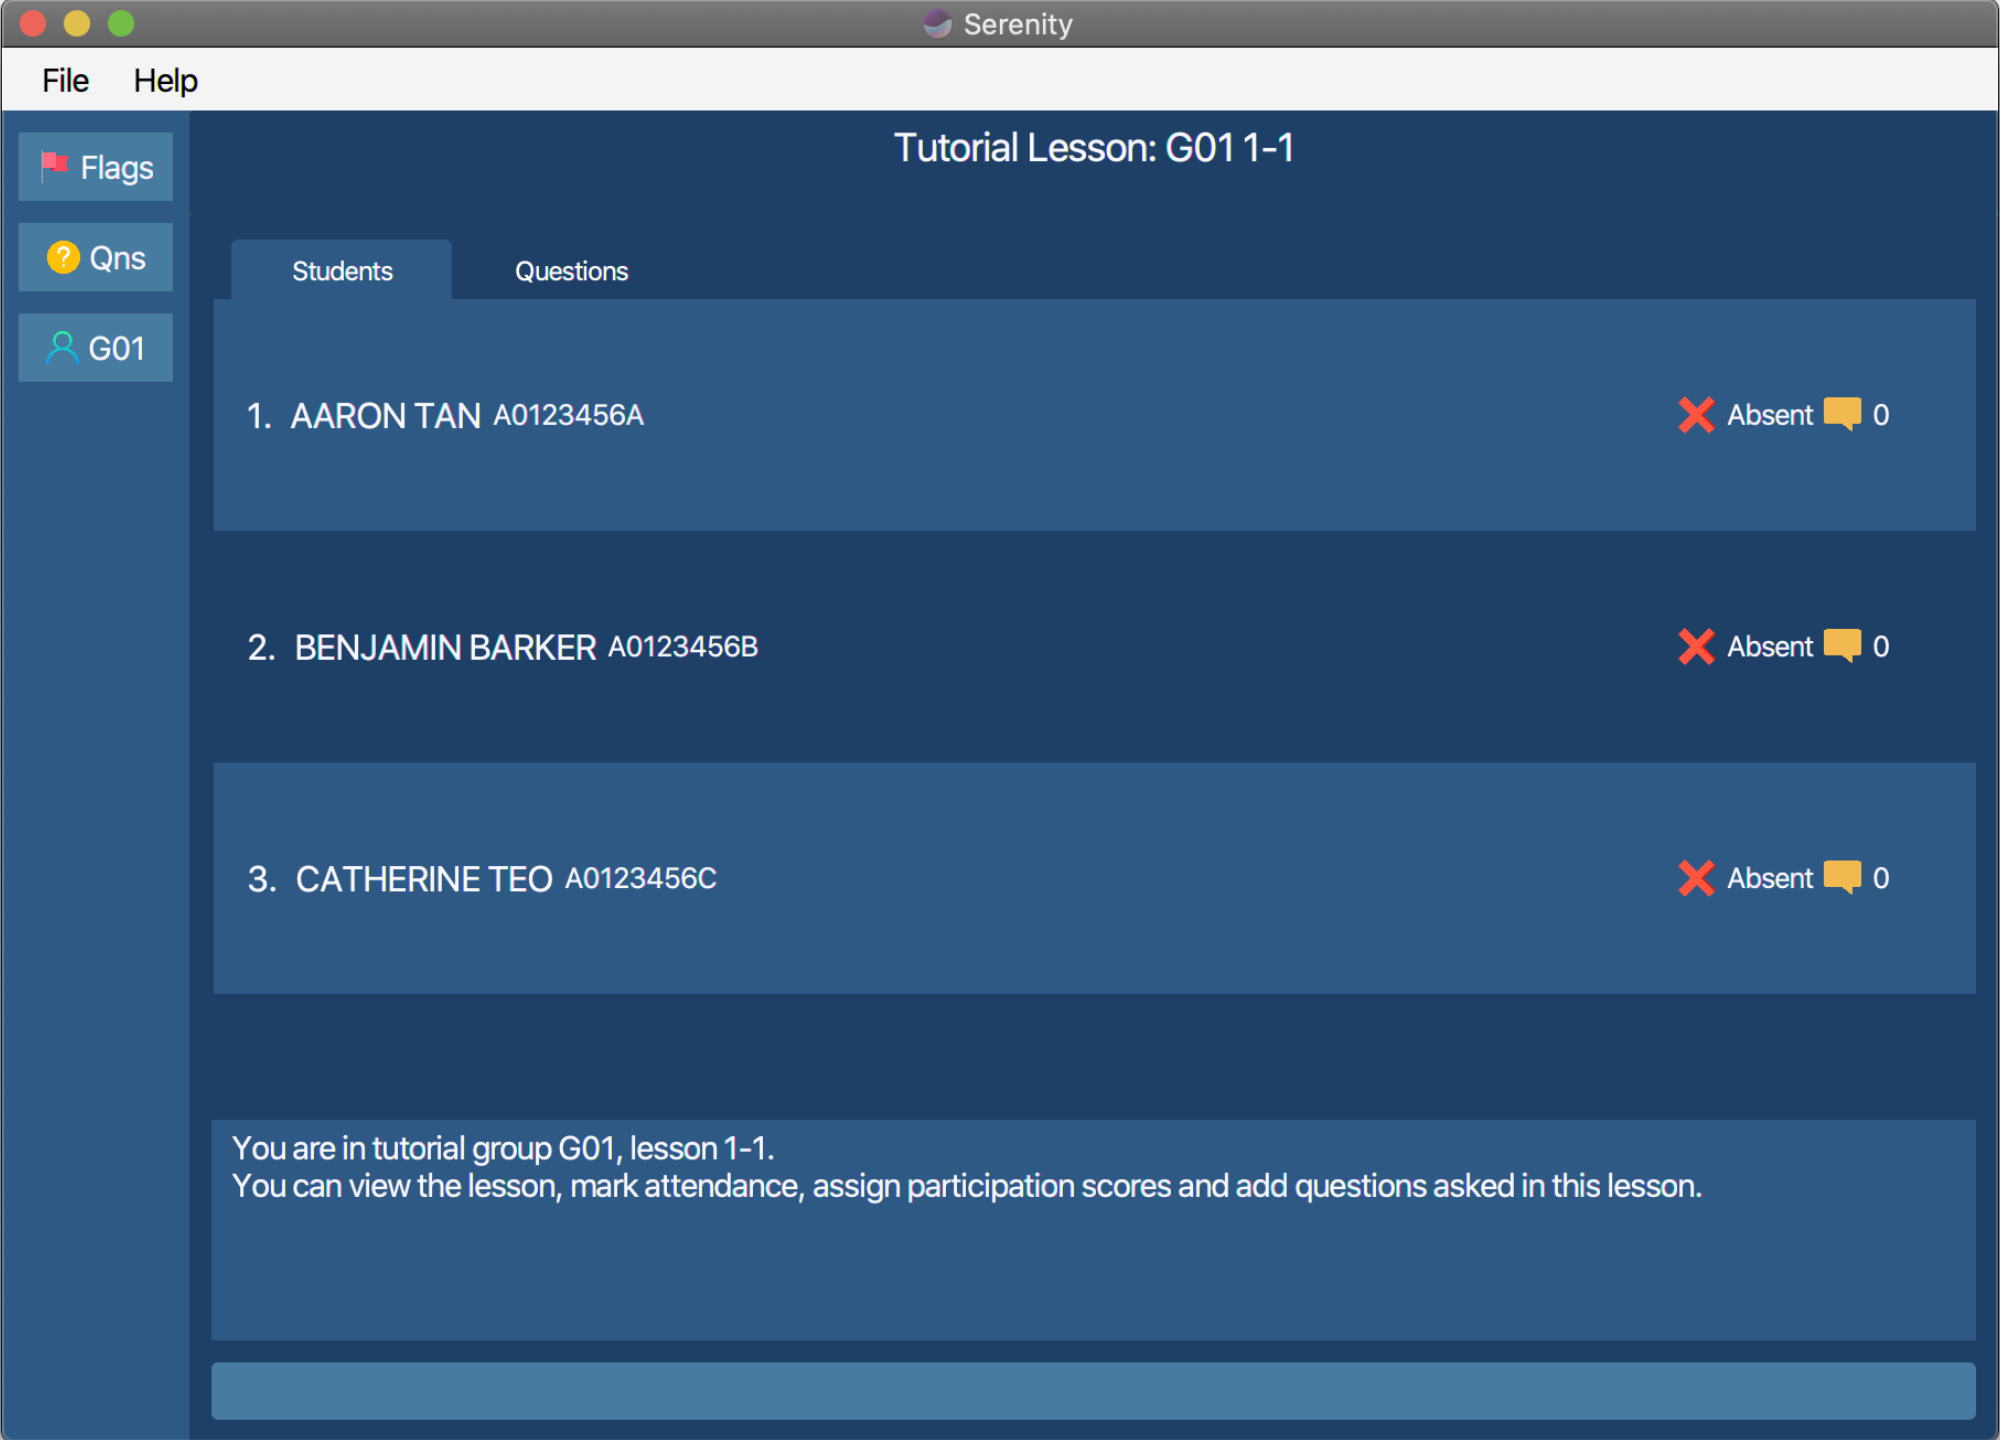 Serenity
File Help
Flags
Qns
G01
Tutorial Lesson: G01 1-1
Students Questions
1. AARON TAN A0123456A Absent 0
2. BENJAMIN BARKER A0123456B Absent 0
3. CATHERINE TEO A0123456C Absent 0
You are in tutorial group G01, lesson 1-1.
You can view the lesson, mark attendance, assign participation scores and add questions asked in this lesson.